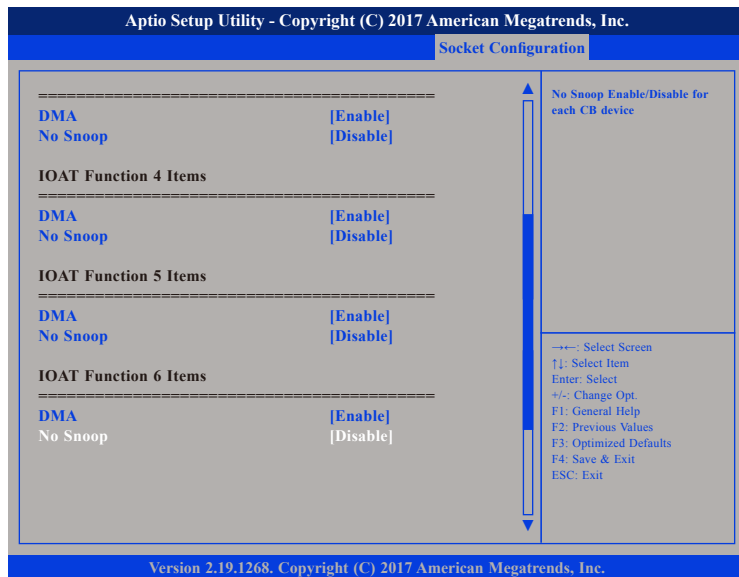 Aptio Setup Utility - Copyright (C) 2017 American Megatrends, Inc.
Socket Configuration
==========================================
DMA [Enable]
No Snoop [Disable]
IOAT Function 4 Items
==========================================
DMA [Enable]
No Snoop [Disable]
IOAT Function 5 Items
==========================================
DMA [Enable]
No Snoop [Disable]
IOAT Function 6 Items
==========================================
DMA [Enable]
No Snoop [Disable]
No Snoop Enable/Disable for
each CB device
→←: Select Screen
↑↓: Select Item
Enter: Select
+/-: Change Opt.
F1: General Help
F2: Previous Values
F3: Optimized Defaults
F4: Save & Exit
ESC: Exit
Version 2.19.1268. Copyright (C) 2017 American Megatrends, Inc.